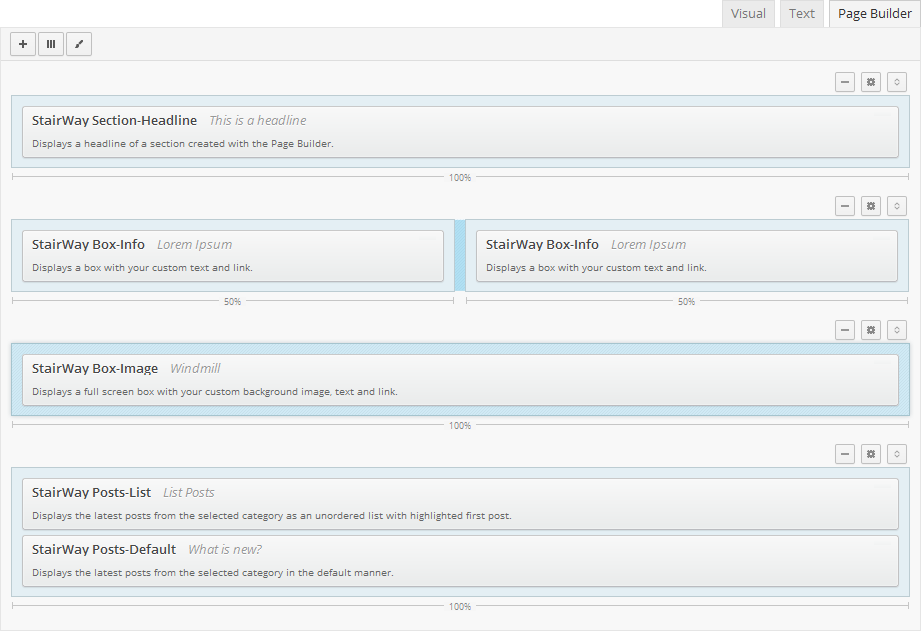 Visual Text Page Builder
StairWay Section-Headline This is a headline
Displays a headline of a section created with the Page Builder.
100%
StairWay Box-Info Lorem Ipsum
Displays a box with your custom text and link.
StairWay Box-Info Lorem Ipsum
Displays a box with your custom text and link.
50%
50%
StairWay Box-Image Windmill
Displays a full screen box with your custom background image, text and link.
100%
StairWay Posts-List List Posts
Displays the latest posts from the selected category as an unordered list with highlighted first post.
StairWay Posts-Default What is new?
Displays the latest posts from the selected category in the default manner.
100%